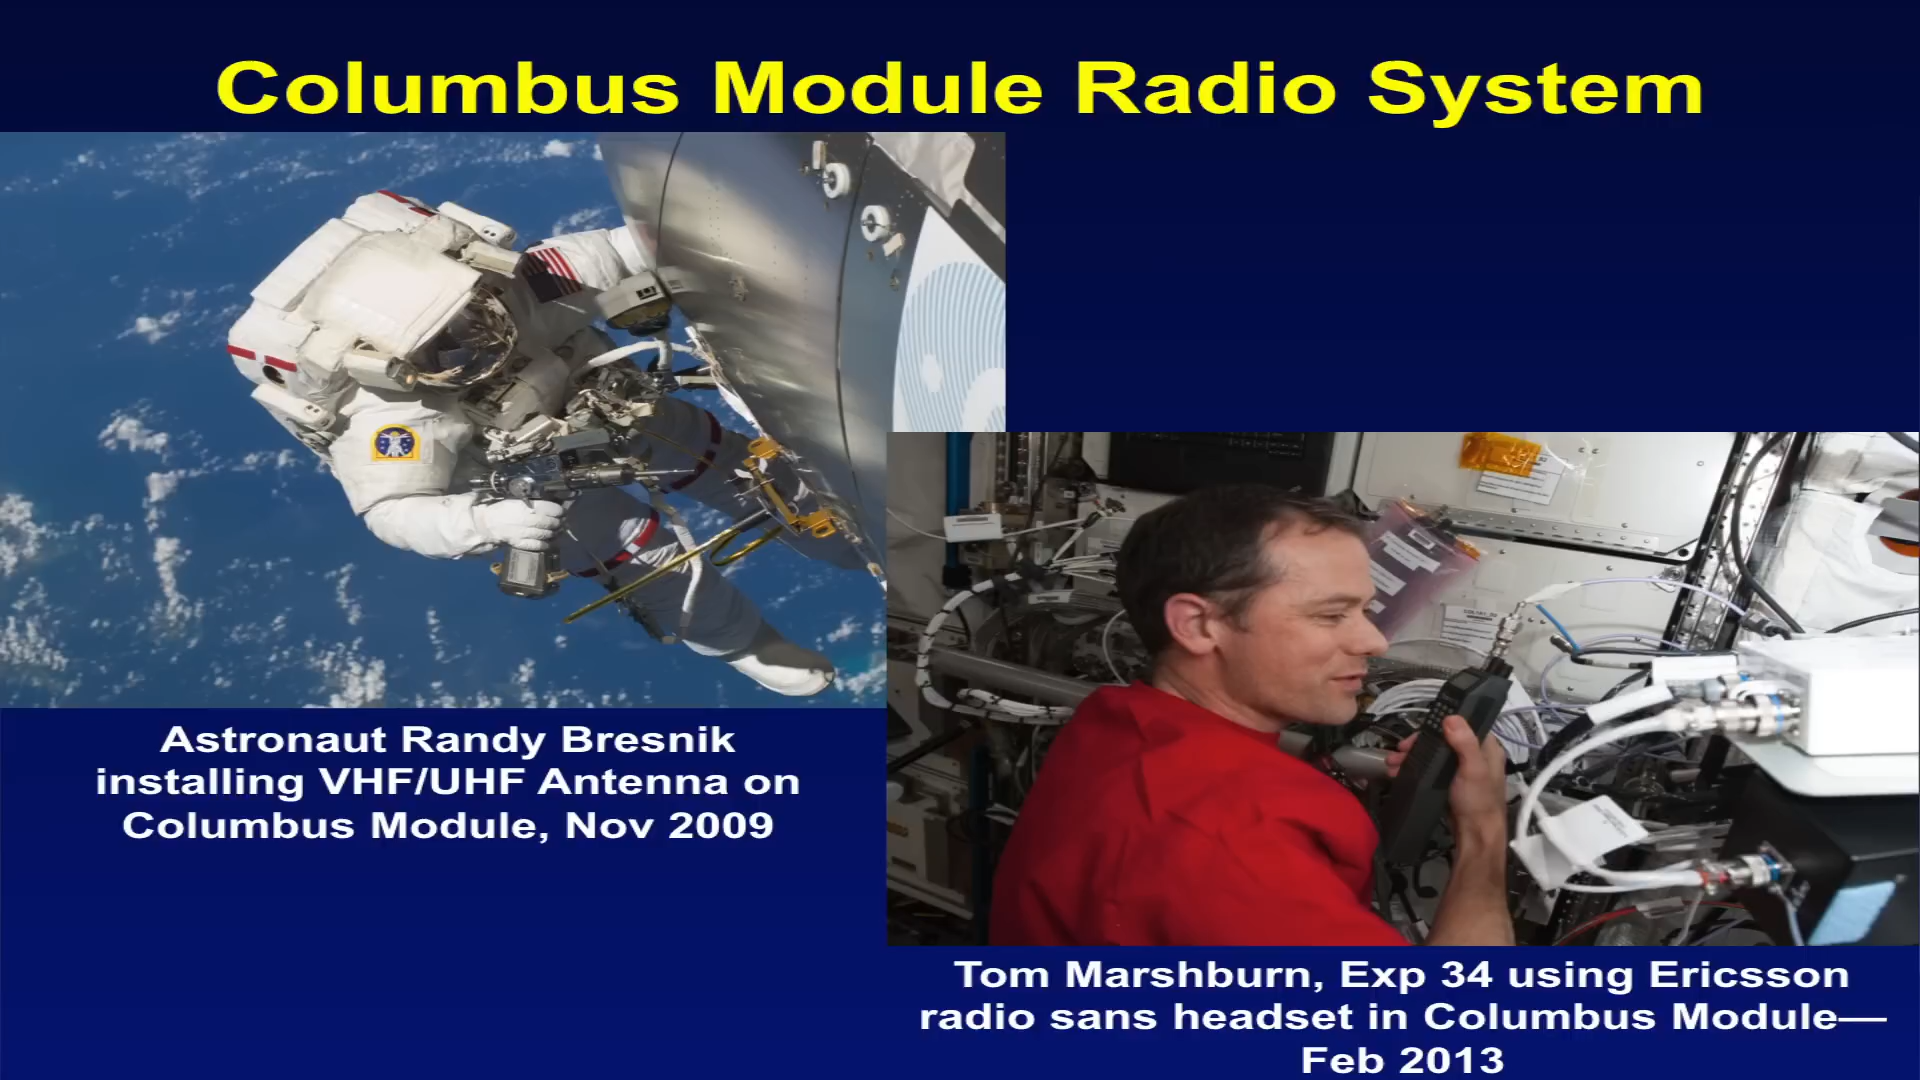 Columbus Module Radio System
Astronaut Randy Bresnik
installing VHF/UHF Antenna on
Columbus Module, Nov 2009
Tom Marshburn, Exp 34 using Ericsson
radio sans headset in Columbus Module—
Feb 2013